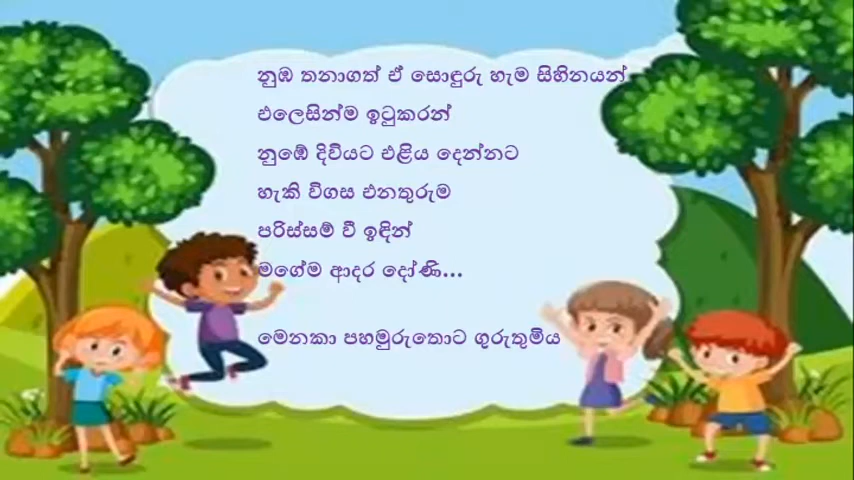 නුඹ තනාගත් ඒ සොඳුරු හැම සිහිනයන්
එලෙසින්ම ඉටුකරන්
නුඹේ දිවියට එළිය දෙන්නට
හැකි විගස එනතුරුම
පරිස්සම් වී ඉඳින්
මගේම ආදර දෝණි...
මෙනකා පහමුරුතොට ගුරුතුමිය